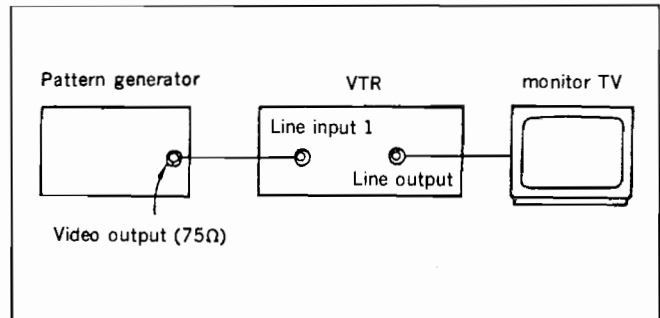 Pattern generator
VTR
monitor TV
Line input 1
Line output
Video output (75Ω)